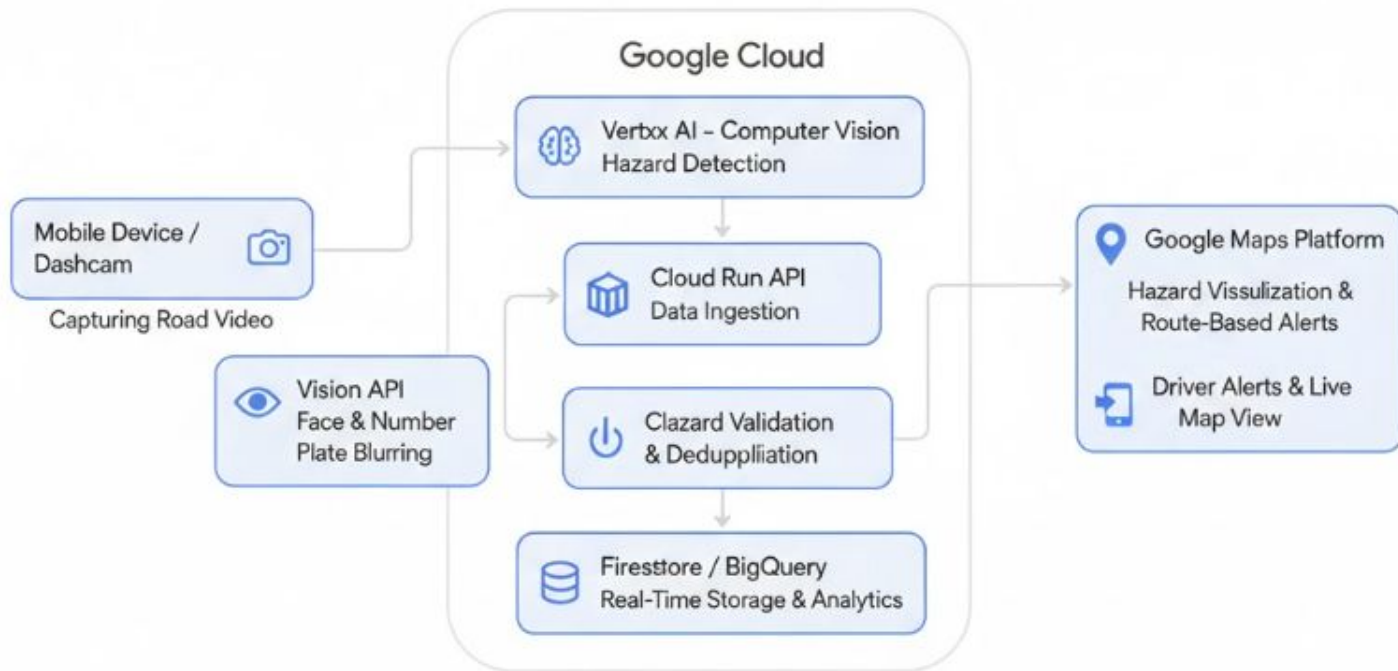 Google Cloud
Vertxx AI – Computer Vision
Hazard Detection
Mobile Device /
Dashcam
Capturing Road Video
Cloud Run API
Data Ingestion
Vision API
Face & Number
Plate Blurring
Clazard Validation
& Deduppliiation
Firestore / BigQuery
Real-Time Storage & Analytics
Google Maps Platform
Hazard Vissulization &
Route-Based Alerts
Driver Alerts & Live
Map View